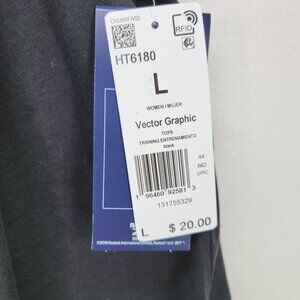 RFID
HT6180
L
WOMEN / MUJER
Vector Graphic
TOPS
TRAINING ENTRENAMIENTO
black
44
662
UPC
1 96460 92581 3
131755329
L $ 20.00